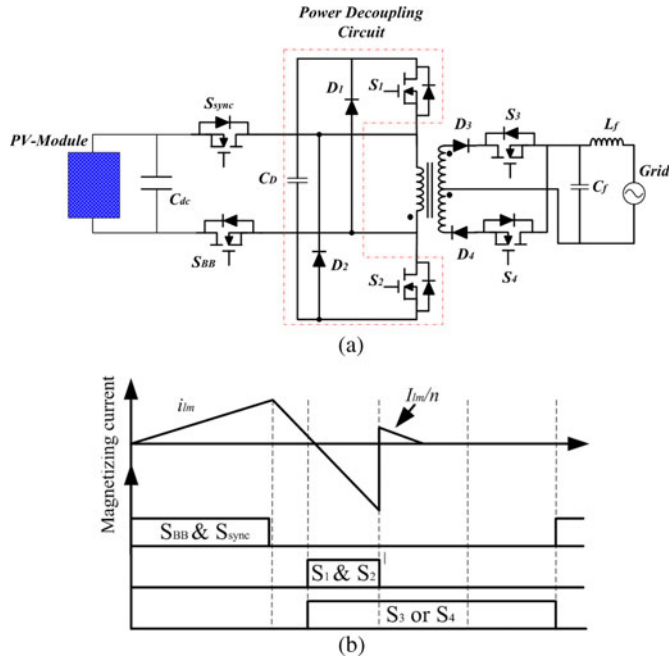 Power Decoupling
Circuit
S1
D1
Ssync
D3
S3
Lf
PV-Module
Grid
CD
Cf
Cdc
SBB
D2
S2
D4
S4
(a)
Magnetizing current
ilm
Ilm/n
SBB & Ssync
S1 & S2
S3 or S4
(b)